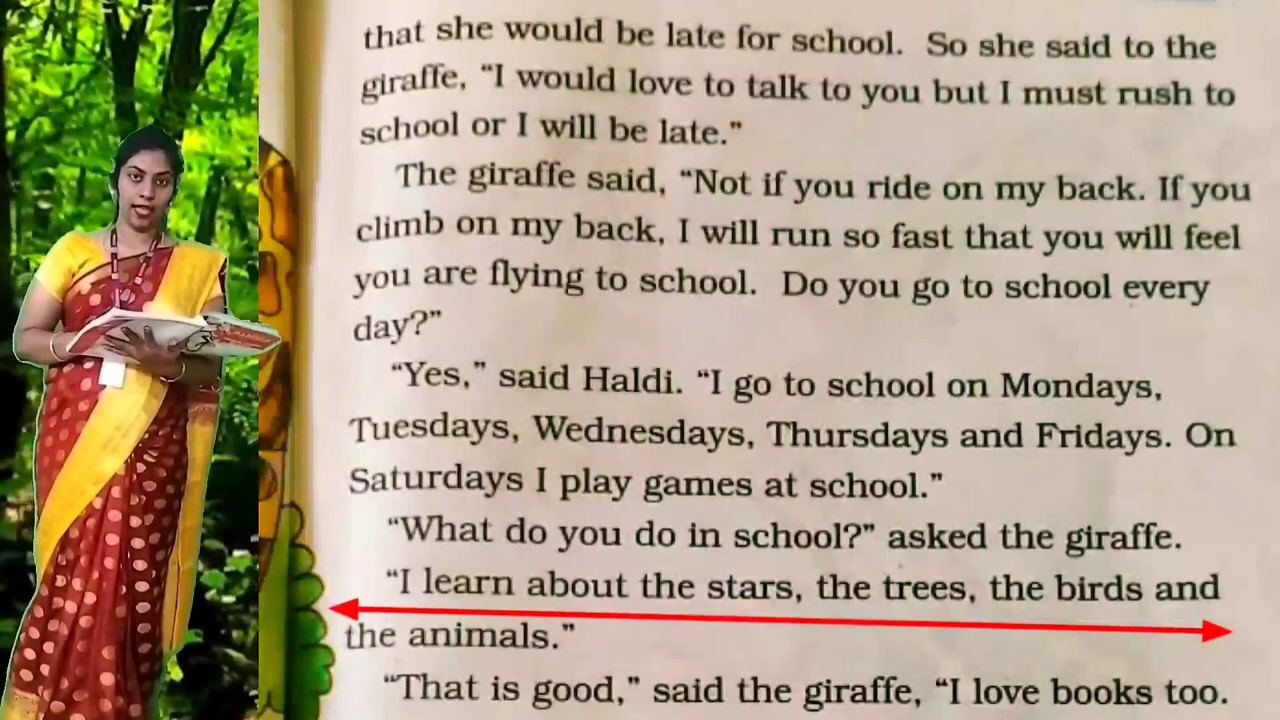 that she would be late for school. So she said to the
giraffe, “I would love to talk to you but I must rush to
school or I will be late.”
The giraffe said, “Not if you ride on my back. If you
climb on my back, I will run so fast that you will feel
you are flying to school. Do you go to school every
day?”
“Yes,” said Haldi. “I go to school on Mondays,
Tuesdays, Wednesdays, Thursdays and Fridays. On
Saturdays I play games at school.”
“What do you do in school?” asked the giraffe.
“I learn about the stars, the trees, the birds and
the animals.”
“That is good,” said the giraffe, “I love books too.